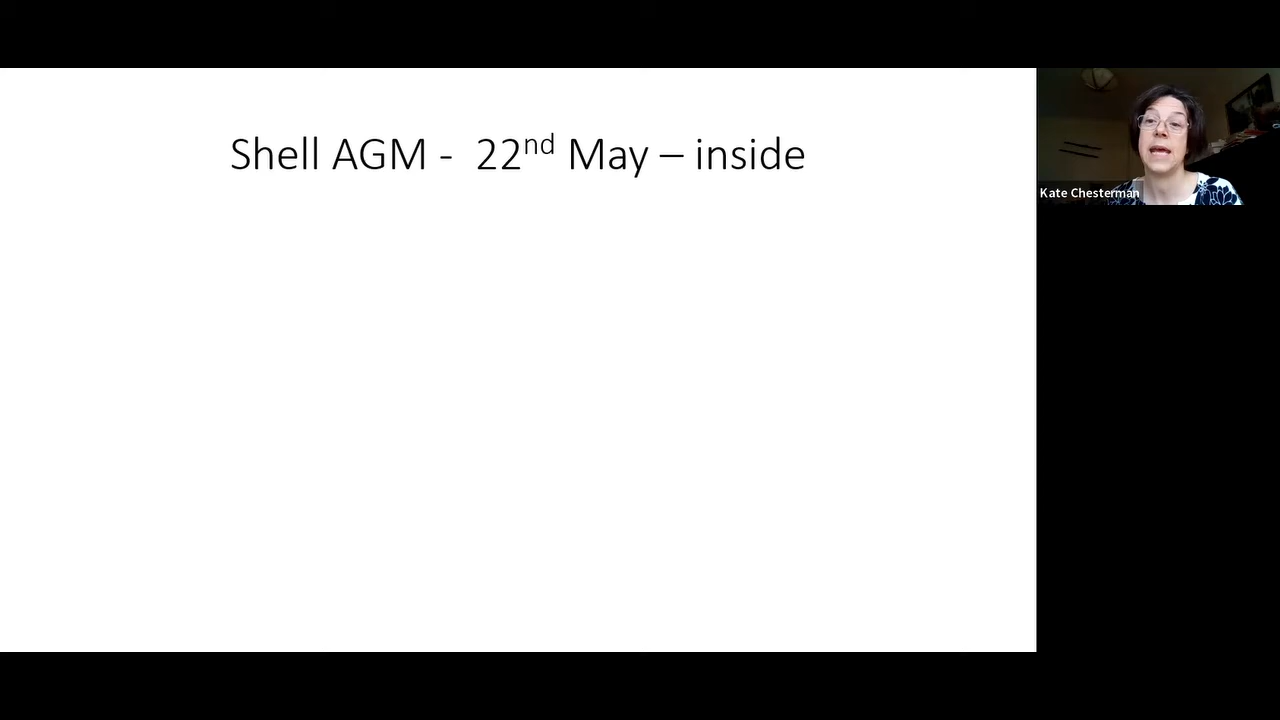 Shell AGM -  22nd May – inside
Kate Chesterman